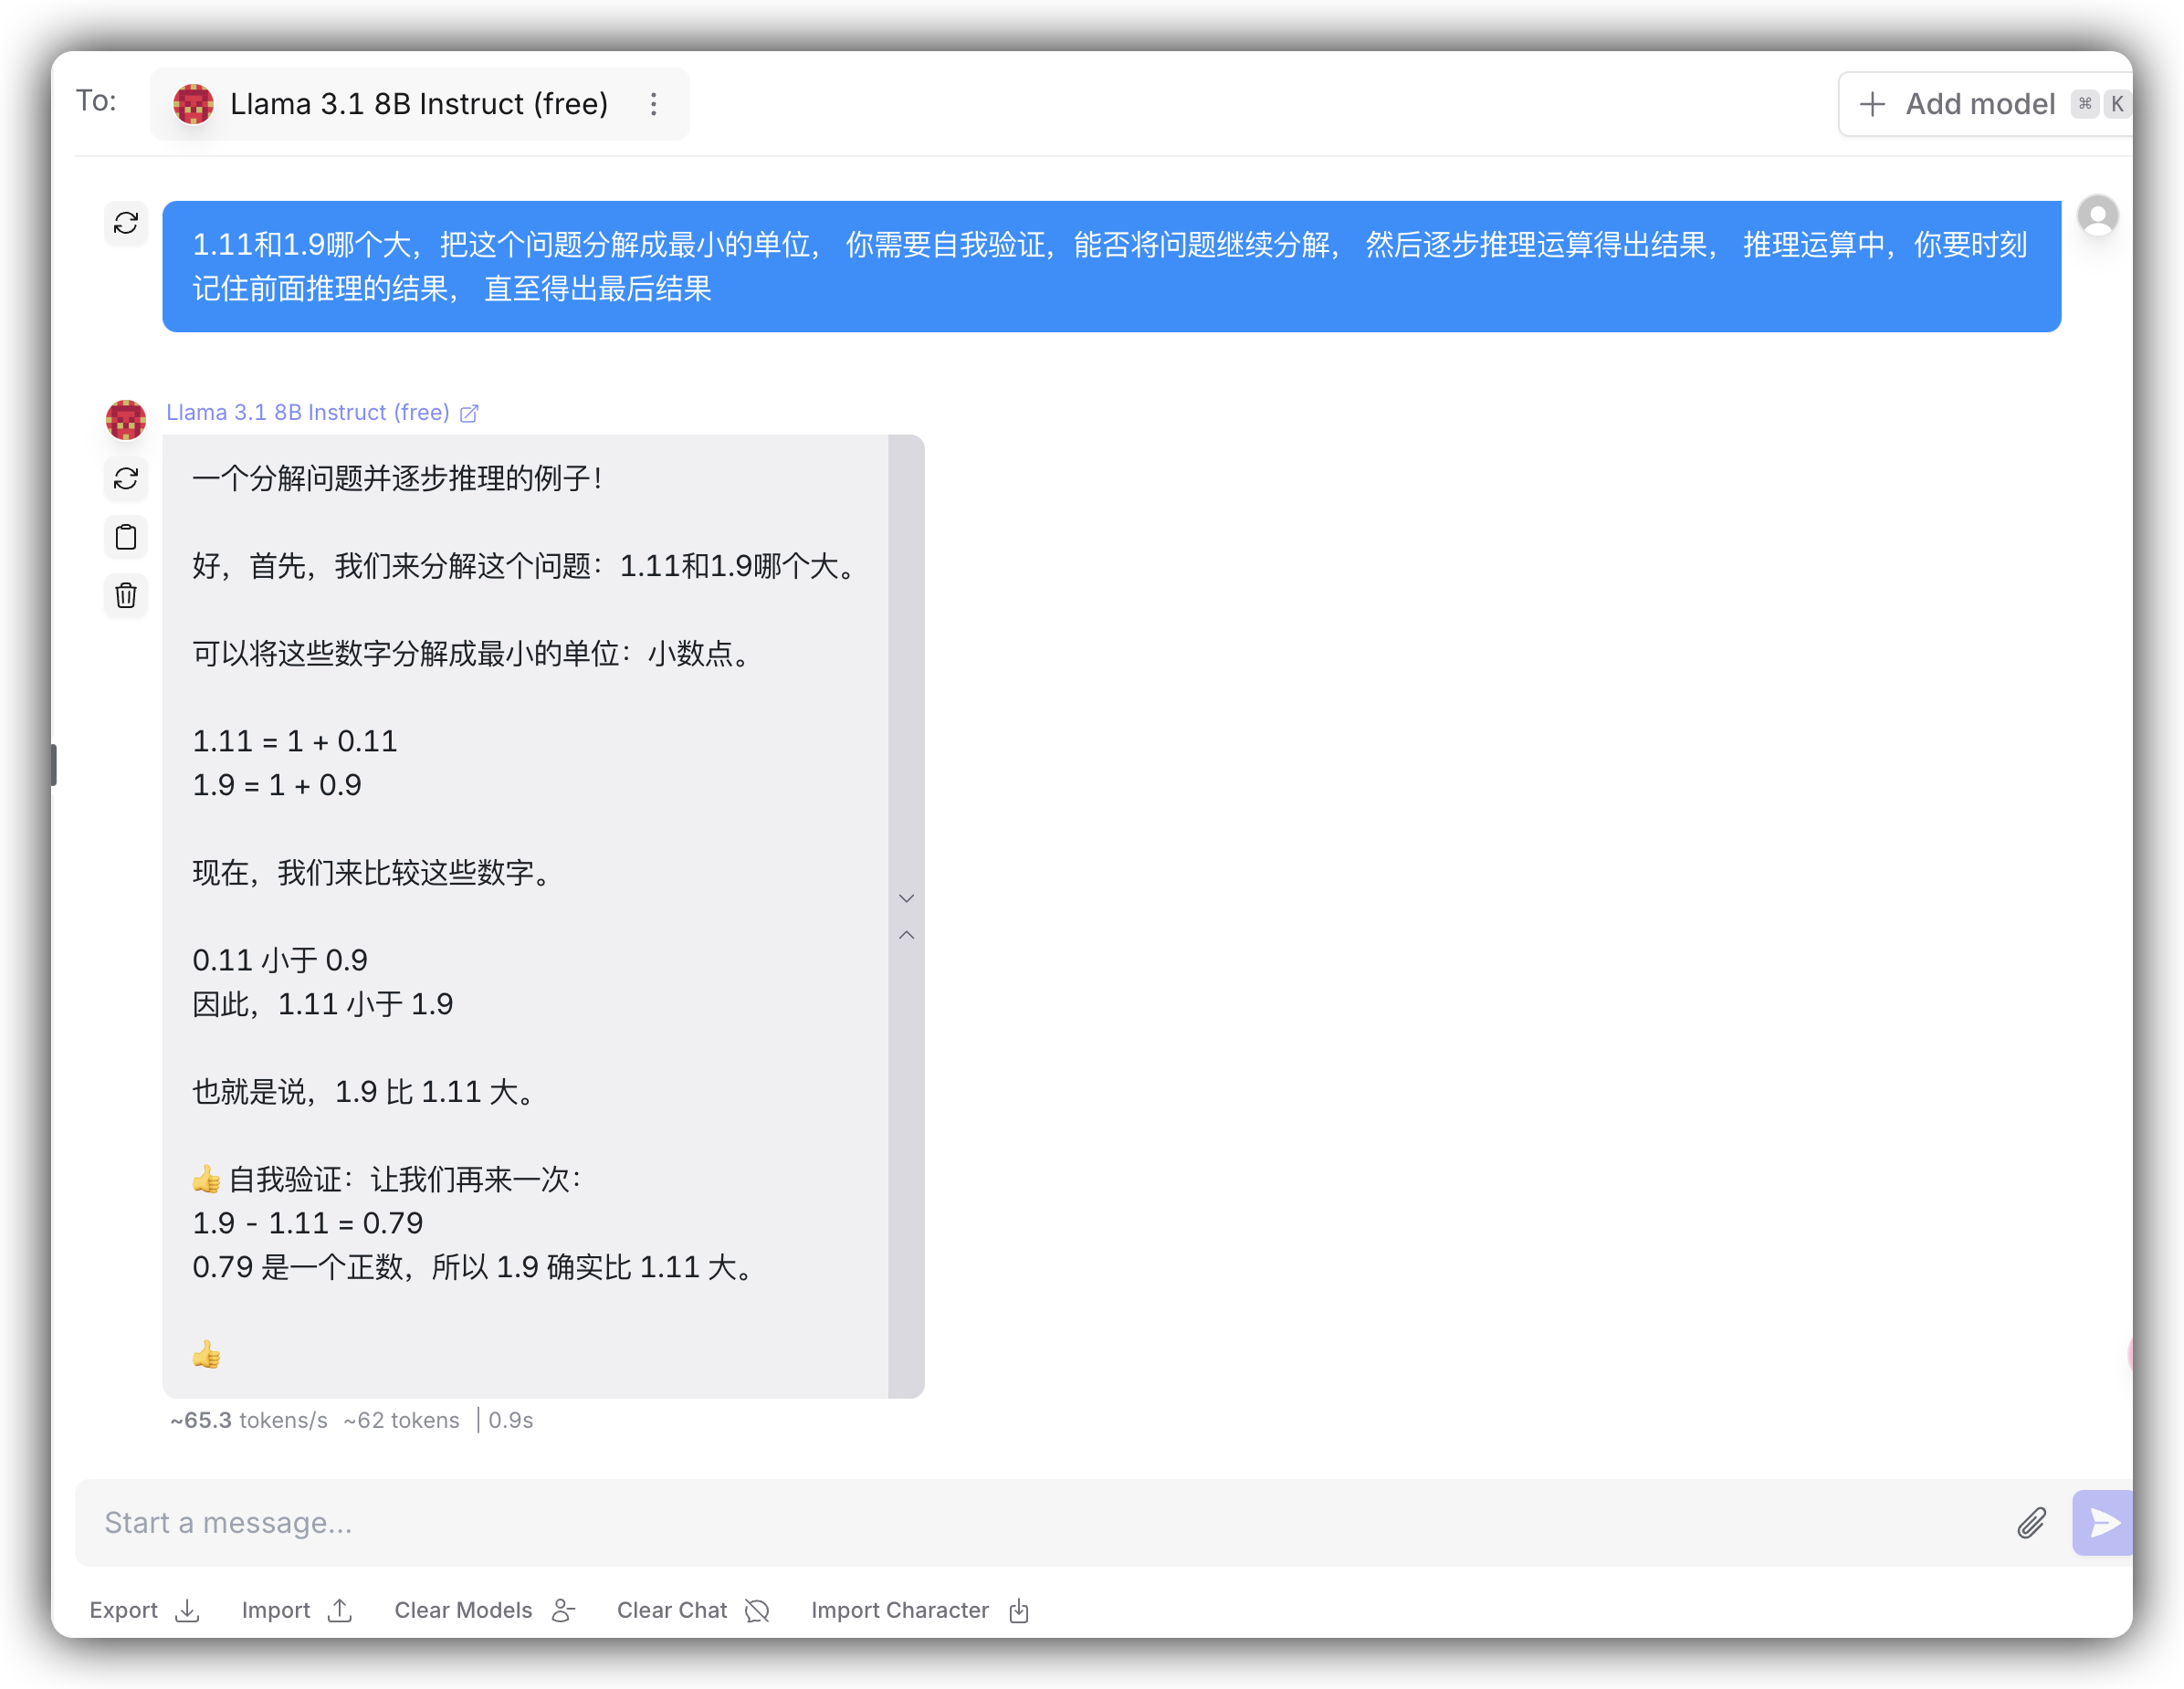 To:
Llama 3.1 8B Instruct (free)
Add model ⌘ K
1.11和1.9哪个大，把这个问题分解成最小的单位， 你需要自我验证，能否将问题继续分解， 然后逐步推理运算得出结果， 推理运算中，你要时刻
记住前面推理的结果， 直至得出最后结果
Llama 3.1 8B Instruct (free)
一个分解问题并逐步推理的例子！
好，首先，我们来分解这个问题：1.11和1.9哪个大。
可以将这些数字分解成最小的单位：小数点。
1.11 = 1 + 0.11
1.9 = 1 + 0.9
现在，我们来比较这些数字。
0.11 小于 0.9
因此，1.11 小于 1.9
也就是说，1.9 比 1.11 大。
👍 自我验证：让我们再来一次：
1.9 - 1.11 = 0.79
0.79 是一个正数，所以 1.9 确实比 1.11 大。
👍
~65.3 tokens/s ~62 tokens | 0.9s
Start a message...
Export Import Clear Models Clear Chat Import Character